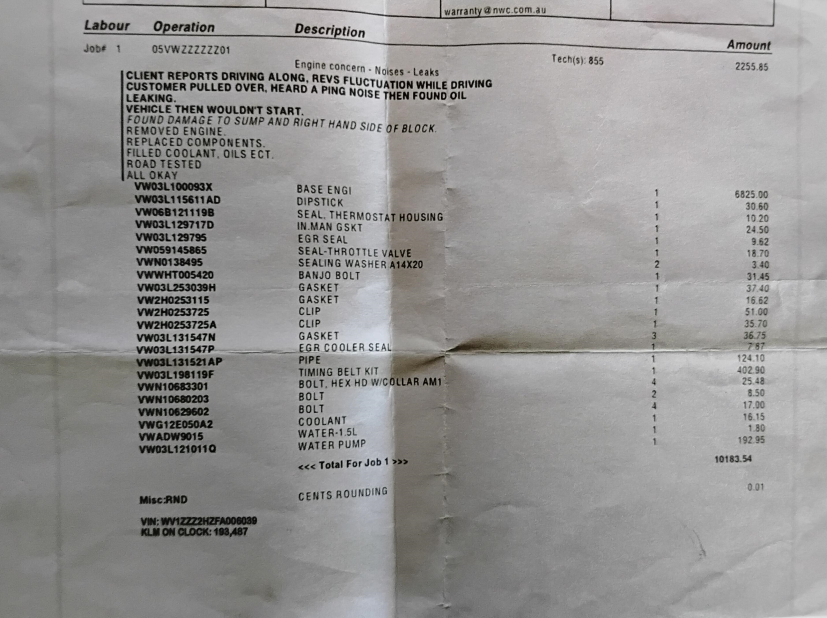 warranty@nwc.com.au
Labour Operation Description Amount
Job# 1 05VWZZZZZZ01 Tech(s): 855 2255.85
Engine concern - Noises - Leaks
CLIENT REPORTS DRIVING ALONG, REVS FLUCTUATION WHILE DRIVING
CUSTOMER PULLED OVER, HEARD A PING NOISE THEN FOUND OIL
LEAKING.
VEHICLE THEN WOULDN'T START.
FOUND DAMAGE TO SUMP AND RIGHT HAND SIDE OF BLOCK.
REMOVED ENGINE.
REPLACED COMPONENTS.
FILLED COOLANT, OILS ECT.
ROAD TESTED
ALL OKAY
VW03L100093X BASE ENGI 1 6825.00
VW03L115611AD DIPSTICK 1 30.60
VW06B121119B SEAL, THERMOSTAT HOUSING 1 10.20
VW03L129717D IN.MAN GSKT 1 24.50
VW03L129795 EGR SEAL 1 9.62
VW059145865 SEAL-THROTTLE VALVE 1 18.70
VWN0138495 SEALING WASHER A14X20 2 3.40
VWWHT005420 BANJO BOLT 1 31.45
VW03L253039H GASKET 1 37.40
VW2H0253115 GASKET 1 16.62
VW2H0253725 CLIP 1 51.00
VW2H0253725A CLIP 1 35.70
VW03L131547N GASKET 3 36.75
VW03L131547P EGR COOLER SEAL 1 7.87
VW03L131521AP PIPE 1 124.10
VW03L198119F TIMING BELT KIT 1 402.90
VWN10683301 BOLT, HEX HD W/COLLAR AM1 4 25.48
VWN10680203 BOLT 2 8.50
VWN10629602 BOLT 4 17.00
VWG12E050A2 COOLANT 1 16.15
VWADW9015 WATER-1.5L 1 1.80
VW03L121011Q WATER PUMP 1 192.95
<<< Total For Job 1 >>> 10183.54
Misc:RND CENTS ROUNDING 0.01
VIN: WV1ZZZ2HZFA006039
KLM ON CLOCK: 193,487